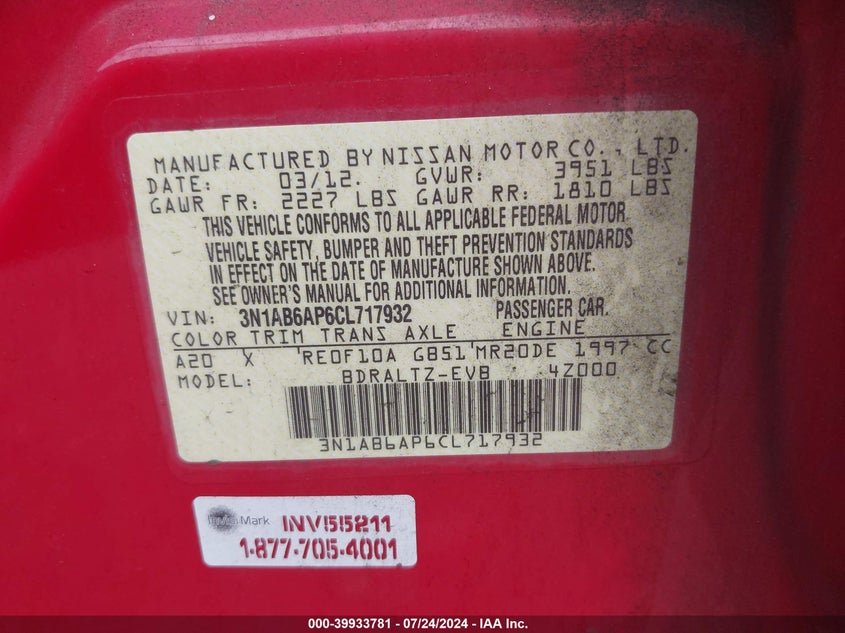 MANUFACTURED BY NISSAN MOTOR CO., LTD.
DATE: 03/12. GVWR: 3951 LBS
GAWR FR: 2227 LBS GAWR RR: 1810 LBS
THIS VEHICLE CONFORMS TO ALL APPLICABLE FEDERAL MOTOR
VEHICLE SAFETY, BUMPER AND THEFT PREVENTION STANDARDS
IN EFFECT ON THE DATE OF MANUFACTURE SHOWN ABOVE.
SEE OWNER'S MANUAL FOR ADDITIONAL INFORMATION
VIN: 3N1AB6AP6CL717932 PASSENGER CAR.
COLOR TRIM TRANS AXLE ENGINE
A20 X RE0F10A GB51 MR20DE 1997 CC
MODEL: BDRALTZ-EVB 4Z000
3N1AB6AP6CL717932
Mark INV55211
1-877-705-4001
000-39933781 - 07/24/2024 - IAA Inc.